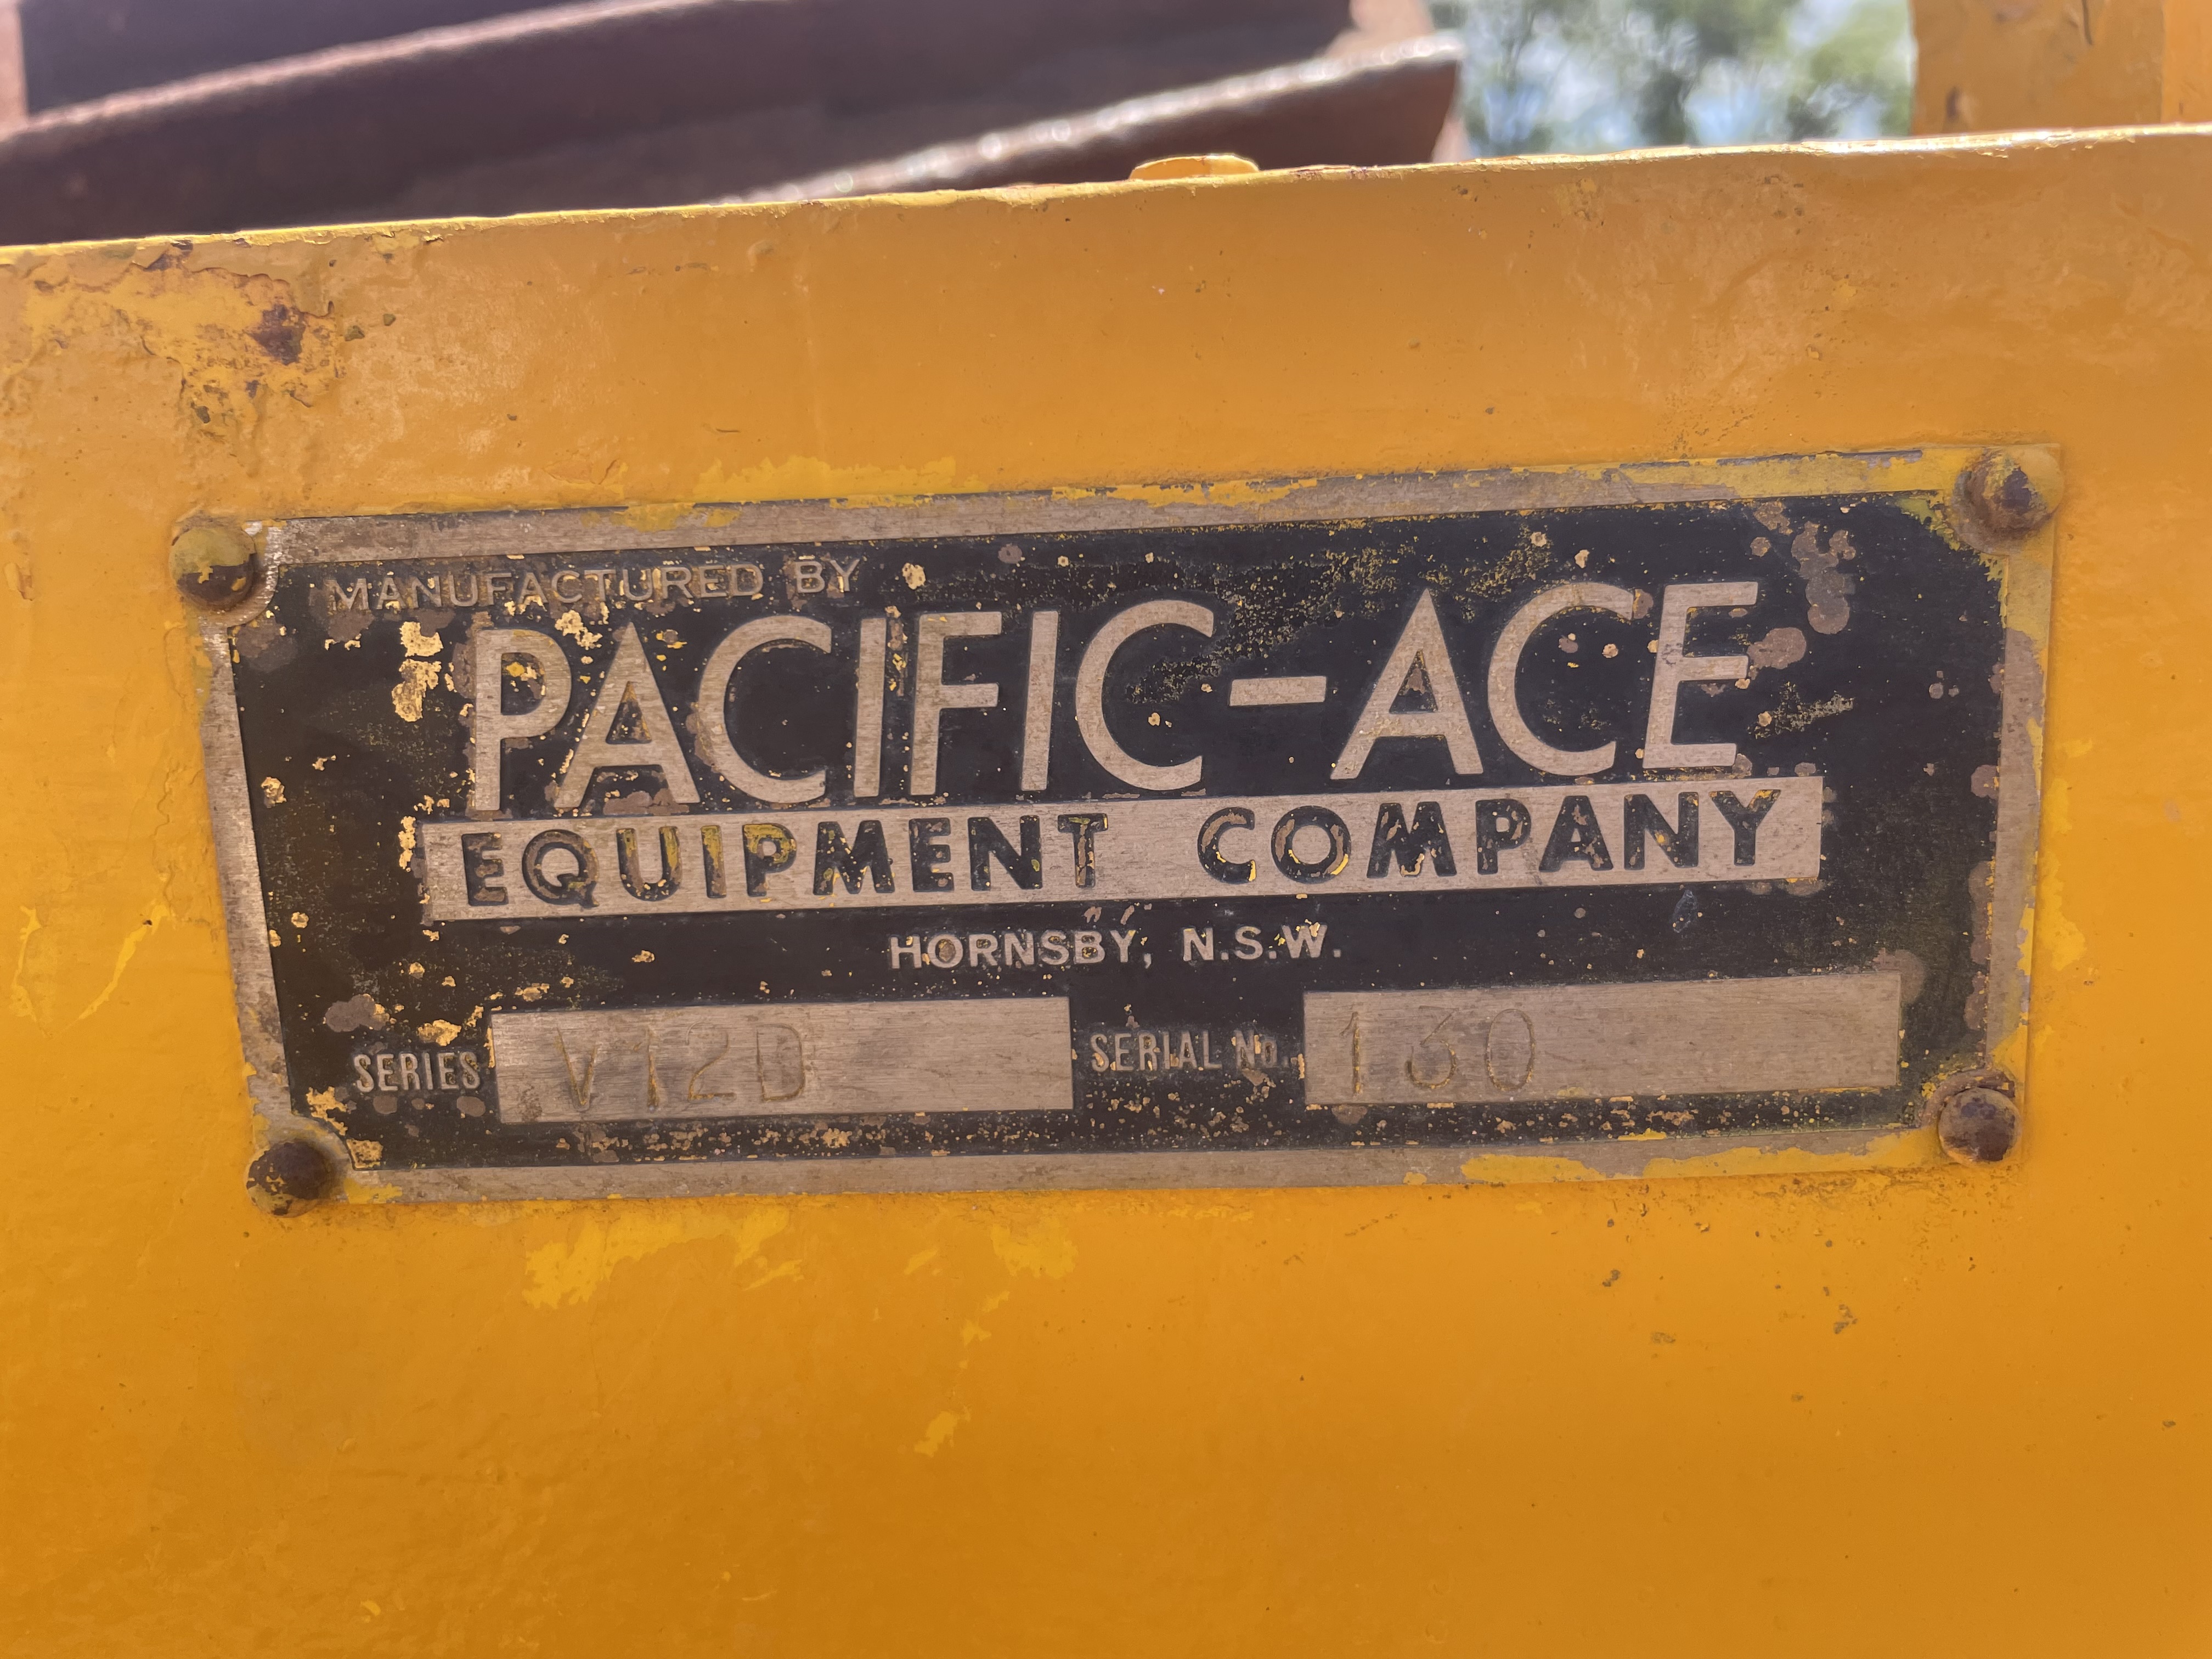 MANUFACTURED BY
PACIFIC-ACE
EQUIPMENT COMPANY
HORNSBY, N.S.W.
SERIES V12D SERIAL No. 130